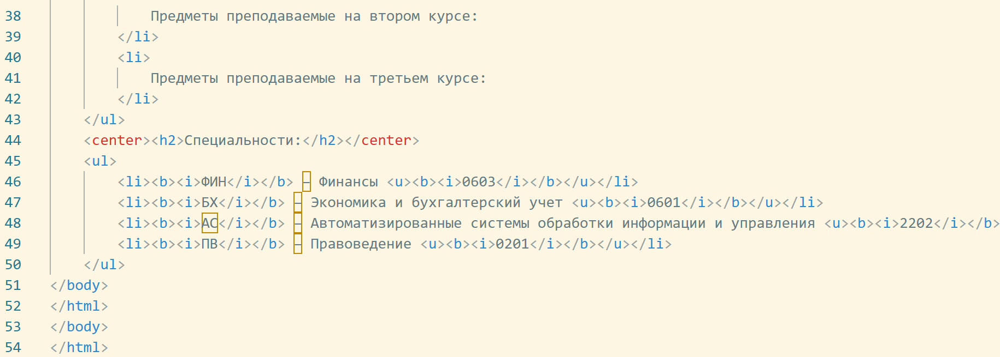 38 Предметы преподаваемые на втором курсе:
39 </li>
40 <li>
41 Предметы преподаваемые на третьем курсе:
42 </li>
43 </ul>
44 <center><h2>Специальности:</h2></center>
45 <ul>
46 <li><b><i>ФИН</i></b> – Финансы <u><b><i>0603</i></b></u></li>
47 <li><b><i>БХ</i></b> – Экономика и бухгалтерский учет <u><b><i>0601</i></b></u></li>
48 <li><b><i>АС</i></b> – Автоматизированные системы обработки информации и управления <u><b><i>2202</i></b>
49 <li><b><i>ПВ</i></b> – Правоведение <u><b><i>0201</i></b></u></li>
50 </ul>
51 </body>
52 </html>
53 </body>
54 </html>